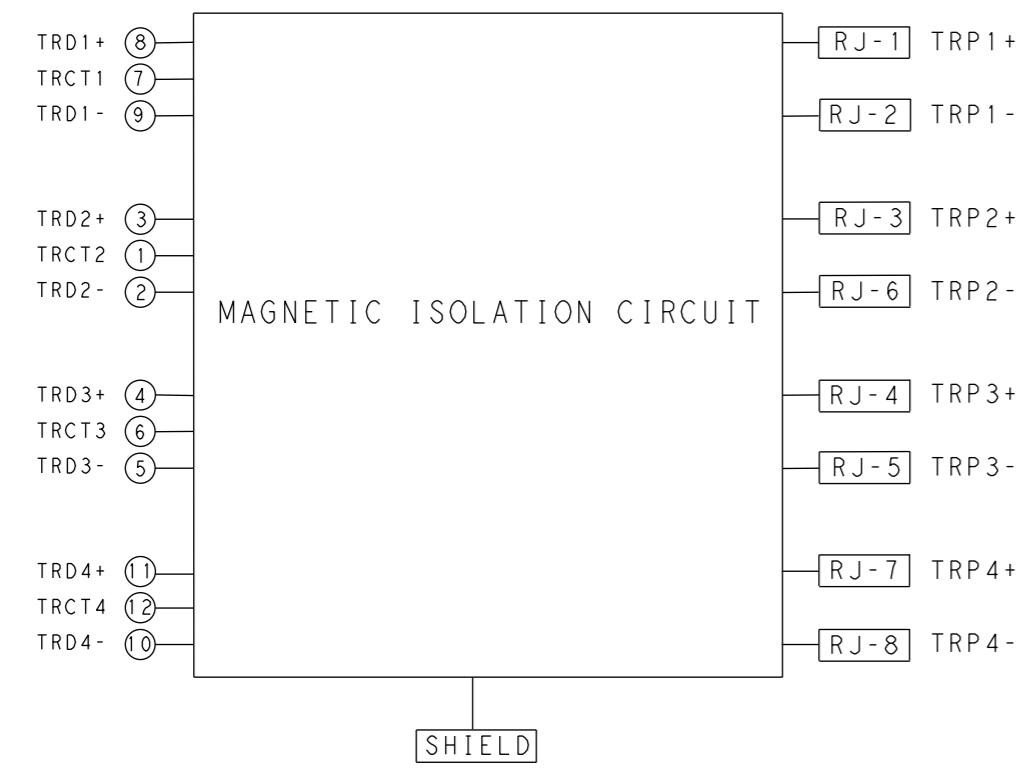 TRD1+ 8 RJ-1 TRP1+
TRCT1 7
TRD1- 9 RJ-2 TRP1-
TRD2+ 3 RJ-3 TRP2+
TRCT2 1
TRD2- 2 RJ-6 TRP2-
MAGNETIC ISOLATION CIRCUIT
TRD3+ 4 RJ-4 TRP3+
TRCT3 6
TRD3- 5 RJ-5 TRP3-
TRD4+ 11 RJ-7 TRP4+
TRCT4 12
TRD4- 10 RJ-8 TRP4-
SHIELD